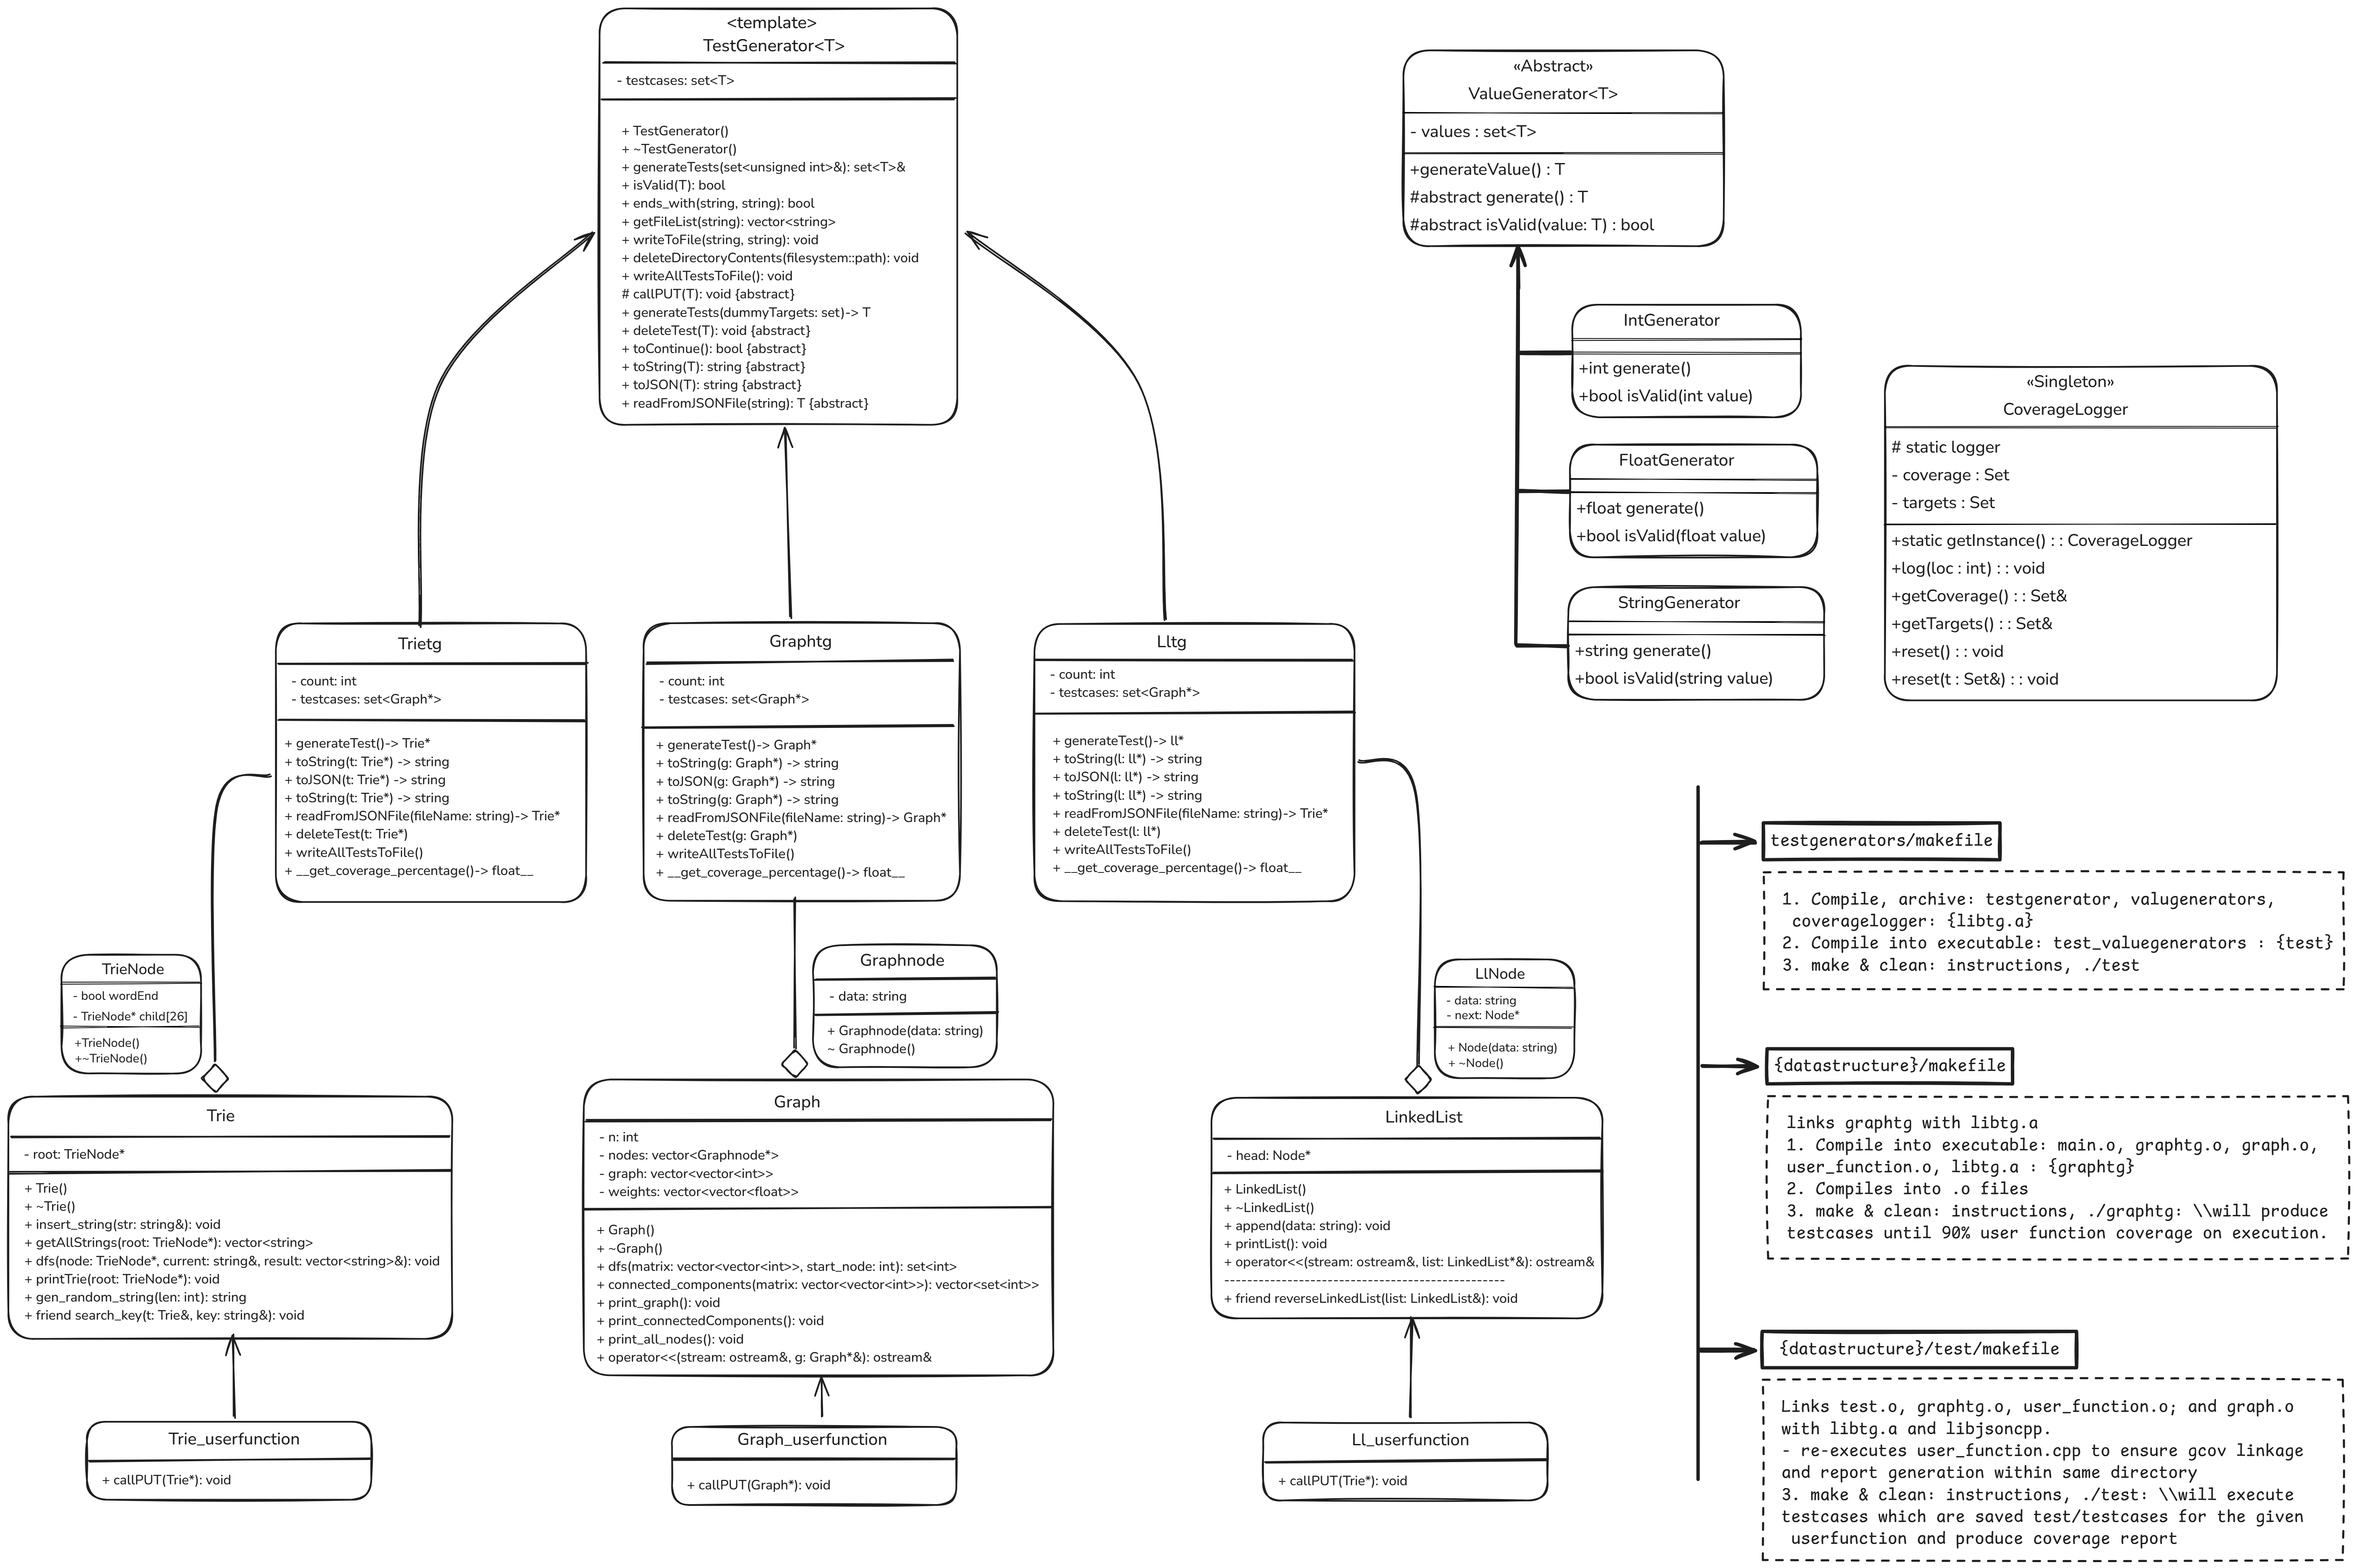 <template>
TestGenerator<T>
- testcases: set<T>
+ TestGenerator()
+ ~TestGenerator()
+ generateTests(set<unsigned int>&): set<T>&
+ isValid(T): bool
+ ends_with(string, string): bool
+ getFileList(string): vector<string>
+ writeToFile(string, string): void
+ deleteDirectoryContents(filesystem::path): void
+ writeAllTestsToFile(): void
# callPUT(T): void {abstract}
+ generateTests(dummyTargets: set)-> T
+ deleteTest(T): void {abstract}
+ toContinue(): bool {abstract}
+ toString(T): string {abstract}
+ toJSON(T): string {abstract}
+ readFromJSONFile(string): T {abstract}
«Abstract»
ValueGenerator<T>
- values : set<T>
+generateValue() : T
#abstract generate() : T
#abstract isValid(value: T) : bool
IntGenerator
+int generate()
+bool isValid(int value)
FloatGenerator
+float generate()
+bool isValid(float value)
StringGenerator
+string generate()
+bool isValid(string value)
«Singleton»
CoverageLogger
# static logger
- coverage : Set
- targets : Set
+static getInstance() : : CoverageLogger
+log(loc : int) : : void
+getCoverage() : : Set&
+getTargets() : : Set&
+reset() : : void
+reset(t : Set&) : : void
Trietg
- count: int
- testcases: set<Graph*>
+ generateTest()-> Trie*
+ toString(t: Trie*) -> string
+ toJSON(t: Trie*) -> string
+ toString(t: Trie*) -> string
+ readFromJSONFile(fileName: string)-> Trie*
+ deleteTest(t: Trie*)
+ writeAllTestsToFile()
+ __get_coverage_percentage()-> float__
Graphtg
- count: int
- testcases: set<Graph*>
+ generateTest()-> Graph*
+ toString(g: Graph*) -> string
+ toJSON(g: Graph*) -> string
+ toString(g: Graph*) -> string
+ readFromJSONFile(fileName: string)-> Graph*
+ deleteTest(g: Graph*)
+ writeAllTestsToFile()
+ __get_coverage_percentage()-> float__
Lltg
- count: int
- testcases: set<Graph*>
+ generateTest()-> ll*
+ toString(l: ll*) -> string
+ toJSON(l: ll*) -> string
+ toString(l: ll*) -> string
+ readFromJSONFile(fileName: string)-> Trie*
+ deleteTest(l: ll*)
+ writeAllTestsToFile()
+ __get_coverage_percentage()-> float__
TrieNode
- bool wordEnd
- TrieNode* child[26]
+TrieNode()
+~TrieNode()
Graphnode
- data: string
+ Graphnode(data: string)
~ Graphnode()
LlNode
- data: string
- next: Node*
+ Node(data: string)
+ ~Node()
Trie
- root: TrieNode*
+ Trie()
+ ~Trie()
+ insert_string(str: string&): void
+ getAllStrings(root: TrieNode*): vector<string>
+ dfs(node: TrieNode*, current: string&, result: vector<string>&): void
+ printTrie(root: TrieNode*): void
+ gen_random_string(len: int): string
+ friend search_key(t: Trie&, key: string&): void
Graph
- n: int
- nodes: vector<Graphnode*>
- graph: vector<vector<int>>
- weights: vector<vector<float>>
+ Graph()
+ ~Graph()
+ dfs(matrix: vector<vector<int>>, start_node: int): set<int>
+ connected_components(matrix: vector<vector<int>>): vector<set<int>>
+ print_graph(): void
+ print_connectedComponents(): void
+ print_all_nodes(): void
+ operator<<(stream: ostream&, g: Graph*&): ostream&
LinkedList
- head: Node*
+ LinkedList()
+ ~LinkedList()
+ append(data: string): void
+ printList(): void
+ operator<<(stream: ostream&, list: LinkedList*&): ostream&
------------------------------------------------
+ friend reverseLinkedList(list: LinkedList&): void
Trie_userfunction
+ callPUT(Trie*): void
Graph_userfunction
+ callPUT(Graph*): void
Ll_userfunction
+ callPUT(Trie*): void
testgenerators/makefile
1. Compile, archive: testgenerator, valugenerators,
coveragelogger: {libtg.a}
2. Compile into executable: test_valuegenerators : {test}
3. make & clean: instructions, ./test
{datastructure}/makefile
links graphtg with libtg.a
1. Compile into executable: main.o, graphtg.o, graph.o,
user_function.o, libtg.a : {graphtg}
2. Compiles into .o files
3. make & clean: instructions, ./graphtg: \\will produce
testcases until 90% user function coverage on execution.
{datastructure}/test/makefile
Links test.o, graphtg.o, user_function.o; and graph.o
with libtg.a and libjsoncpp.
- re-executes user_function.cpp to ensure gcov linkage
and report generation within same directory
3. make & clean: instructions, ./test: \\will execute
testcases which are saved test/testcases for the given
userfunction and produce coverage report